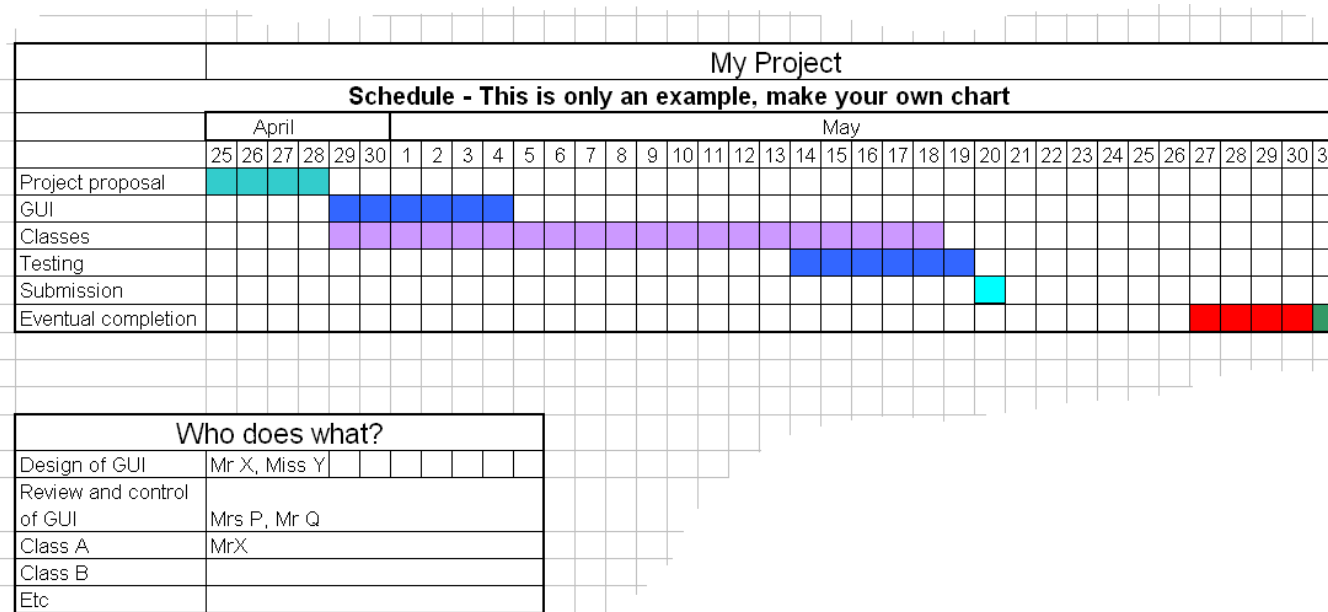 My Project
Schedule - This is only an example, make your own chart
April May
25 26 27 28 29 30 1 2 3 4 5 6 7 8 9 10 11 12 13 14 15 16 17 18 19 20 21 22 23 24 25 26 27 28 29 30 3
Project proposal
GUI
Classes
Testing
Submission
Eventual completion
Who does what?
Design of GUI Mr X, Miss Y
Review and control
of GUI Mrs P, Mr Q
Class A MrX
Class B
Etc